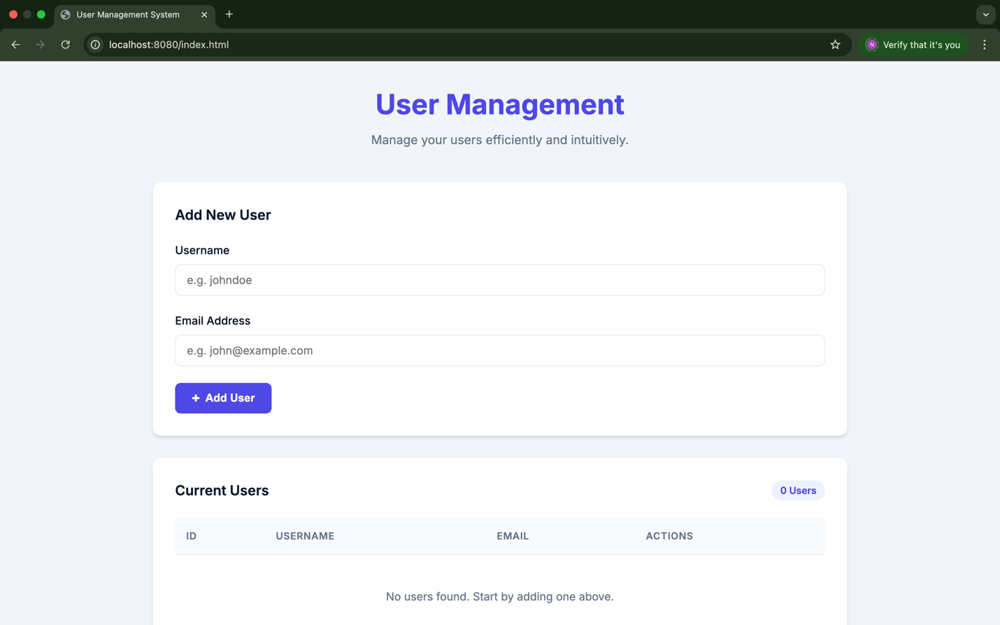 User Management System
localhost:8080/index.html
N
Verify that it's you
User Management
Manage your users efficiently and intuitively.
Add New User
Username
e.g. johndoe
Email Address
e.g. john@example.com
+ Add User
Current Users
0 Users
ID USERNAME EMAIL ACTIONS
No users found. Start by adding one above.